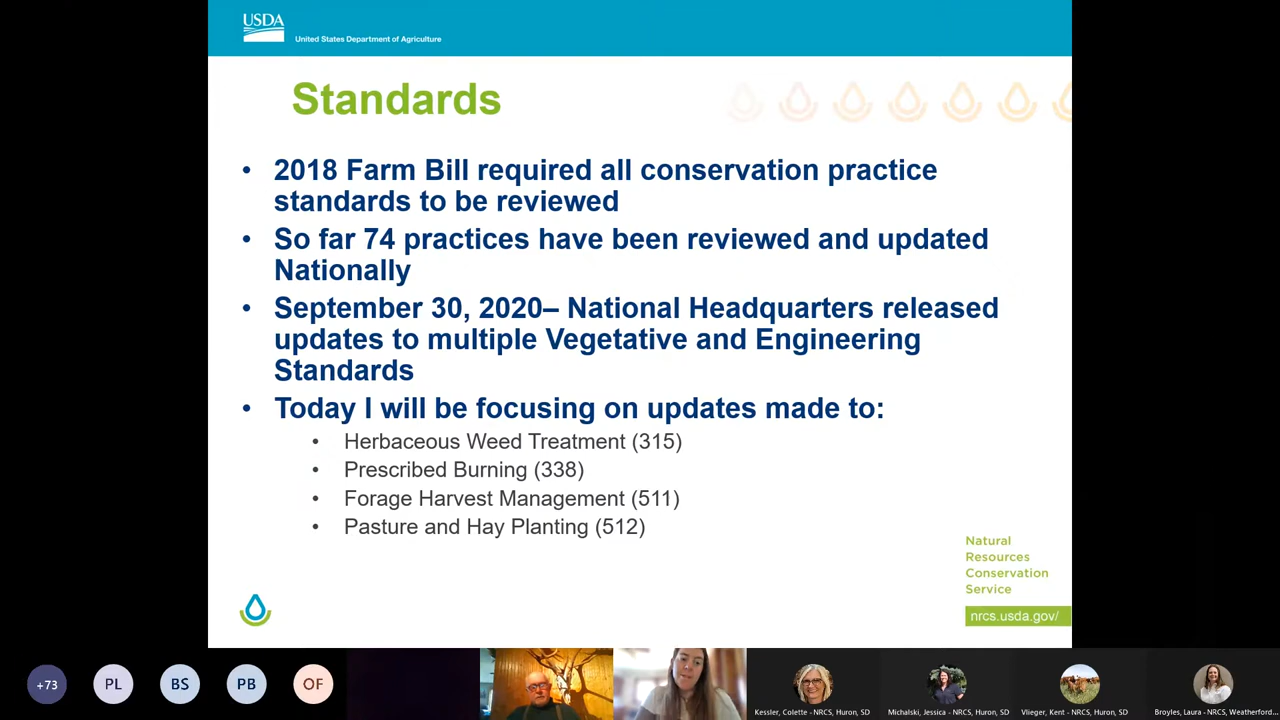 USDA
United States Department of Agriculture
Standards
• 2018 Farm Bill required all conservation practice
standards to be reviewed
• So far 74 practices have been reviewed and updated
Nationally
• September 30, 2020– National Headquarters released
updates to multiple Vegetative and Engineering
Standards
• Today I will be focusing on updates made to:
• Herbaceous Weed Treatment (315)
• Prescribed Burning (338)
• Forage Harvest Management (511)
• Pasture and Hay Planting (512)
Natural
Resources
Conservation
Service
nrcs.usda.gov/
+73
PL
BS
PB
OF
Kessler, Colette - NRCS, Huron, SD
Michalski, Jessica - NRCS, Huron, SD
Vlieger, Kent - NRCS, Huron, SD
Broyles, Laura - NRCS, Weatherford...